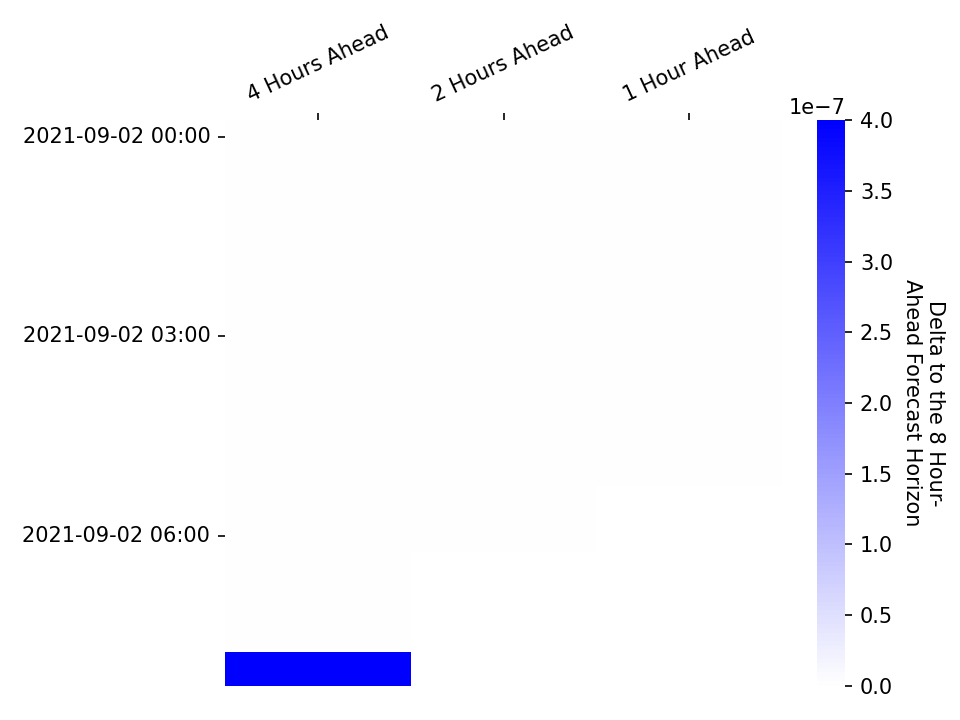 4 Hours Ahead
2 Hours Ahead
1 Hour Ahead
2021-09-02 00:00
2021-09-02 03:00
2021-09-02 06:00
1e−7
4.0
3.5
3.0
2.5
2.0
1.5
1.0
0.5
0.0
Delta to the 8 Hour-
Ahead Forecast Horizon